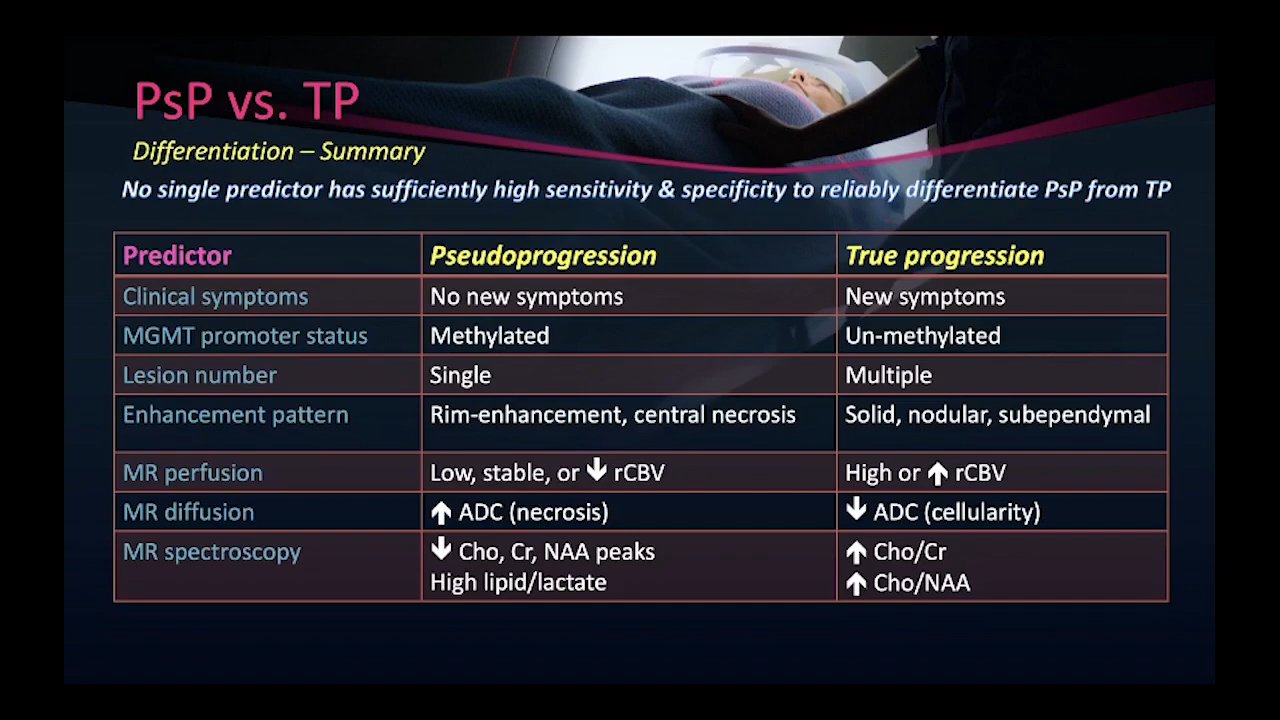 PsP vs. TP
Differentiation – Summary
No single predictor has sufficiently high sensitivity & specificity to reliably differentiate PsP from TP
Predictor Pseudoprogression True progression
Clinical symptoms No new symptoms New symptoms
MGMT promoter status Methylated Un-methylated
Lesion number Single Multiple
Enhancement pattern Rim-enhancement, central necrosis Solid, nodular, subependymal
MR perfusion Low, stable, or 🡇 rCBV High or 🡅 rCBV
MR diffusion 🡅 ADC (necrosis) 🡇 ADC (cellularity)
MR spectroscopy 🡇 Cho, Cr, NAA peaks 🡅 Cho/Cr
High lipid/lactate 🡅 Cho/NAA